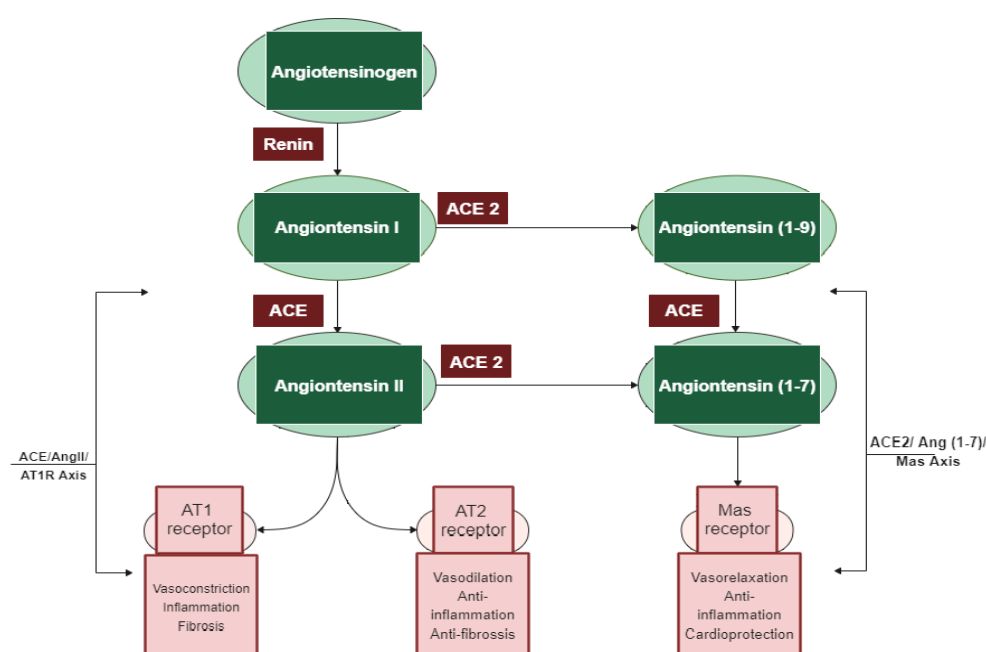 Angiotensinogen
Renin
Angiontensin I
ACE 2
Angiontensin (1-9)
ACE
ACE
Angiontensin II
ACE 2
Angiontensin (1-7)
ACE/AngII/
AT1R Axis
ACE2/ Ang (1-7)/
Mas Axis
AT1
receptor
Vasoconstriction
Inflammation
Fibrosis
AT2
receptor
Vasodilation
Anti-
inflammation
Anti-fibrossis
Mas
receptor
Vasorelaxation
Anti-
inflammation
Cardioprotection